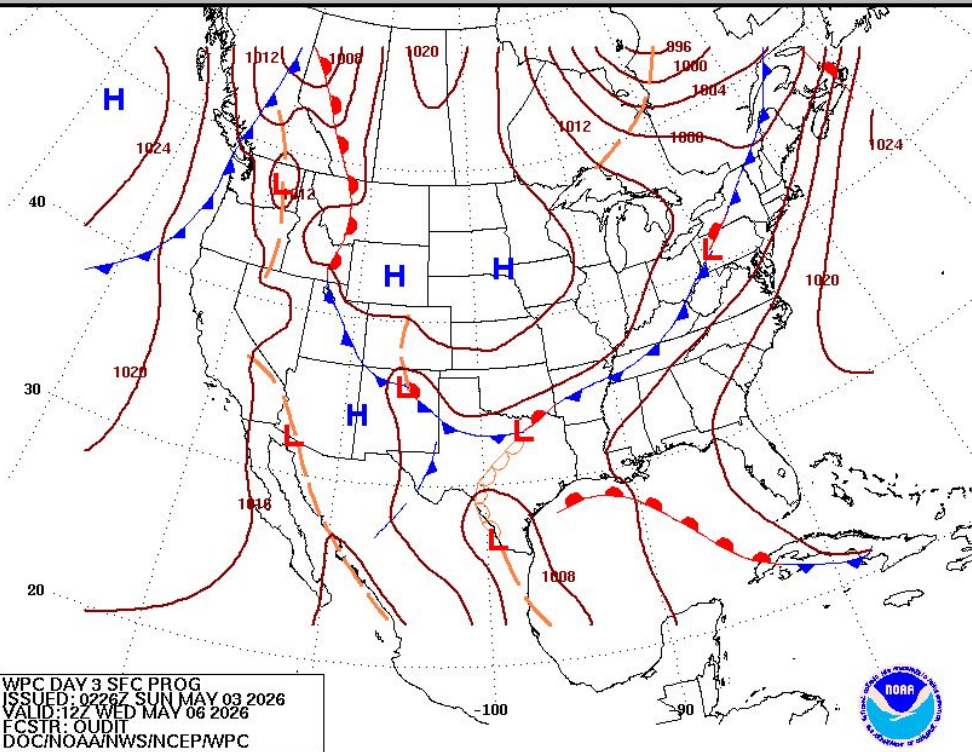 996
1012
1008
1020
1000
H
1004
1012
1008
1024
1024
L
1012
40
L
H
H
1020
1020
L
30
H
L
L
1016
L
1008
20
WPC DAY 3 SFC PROG
ISSUED: 0226Z SUN MAY 03 2026
VALID:12Z WED MAY 06 2026
FCSTR: OUDIT
DOC/NOAA/NWS/NCEP/WPC
-100
90
NOAA